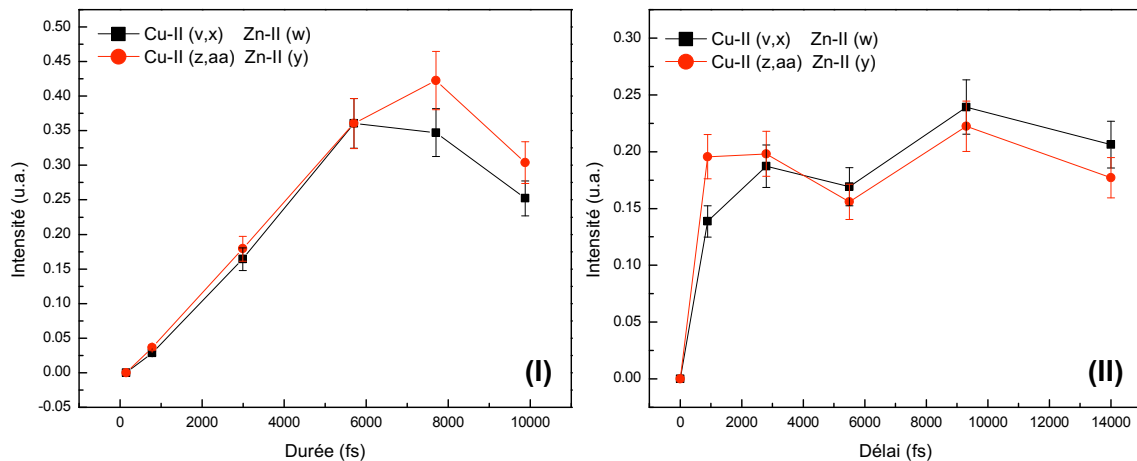 Cu-II (v,x) Zn-II (w)
Cu-II (z,aa) Zn-II (y)
0.50
0.45
0.40
0.35
0.30
0.25
0.20
0.15
0.10
0.05
0.00
-0.05
Intensité (u.a.)
0 2000 4000 6000 8000 10000
Durée (fs)
(I)
Cu-II (v,x) Zn-II (w)
Cu-II (z,aa) Zn-II (y)
0.30
0.25
0.20
0.15
0.10
0.05
0.00
Intensité (u.a.)
0 2000 4000 6000 8000 10000 12000 14000
Délai (fs)
(II)